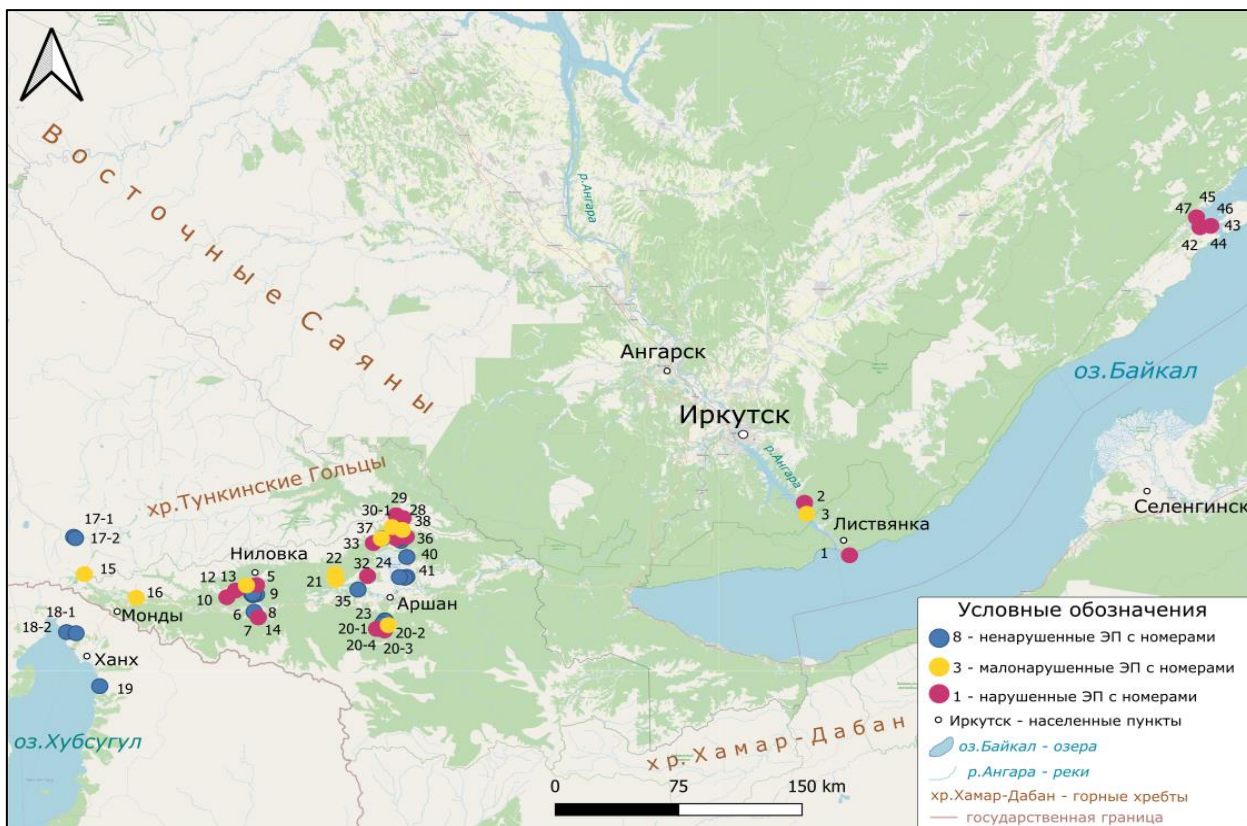 Восточные Саяны
р.Ангара
45
47
46
43
42
44
Ангарск
оз.Байкал
Иркутск
р.Ангара
хр.Тункинские Гольцы
2
3
Листвянка
1
Селенгинск
29
30-1
28
37
38
33
36
17-1
17-2
Ниловка
22
24
40
32
15
12
13
5
21
41
10
9
35
Аршан
16
6
8
23
Монды
7
14
20-1
20-2
18-1
18-2
20-4
20-3
Ханх
19
оз.Хубсугул
хр.Хамар-Дабан
0
75
150 km
Условные обозначения
8 - ненарушенные ЭП с номерами
3 - малонарушенные ЭП с номерами
1 - нарушенные ЭП с номерами
Иркутск - населенные пункты
оз.Байкал - озера
р.Ангара - реки
хр.Хамар-Дабан - горные хребты
государственная граница